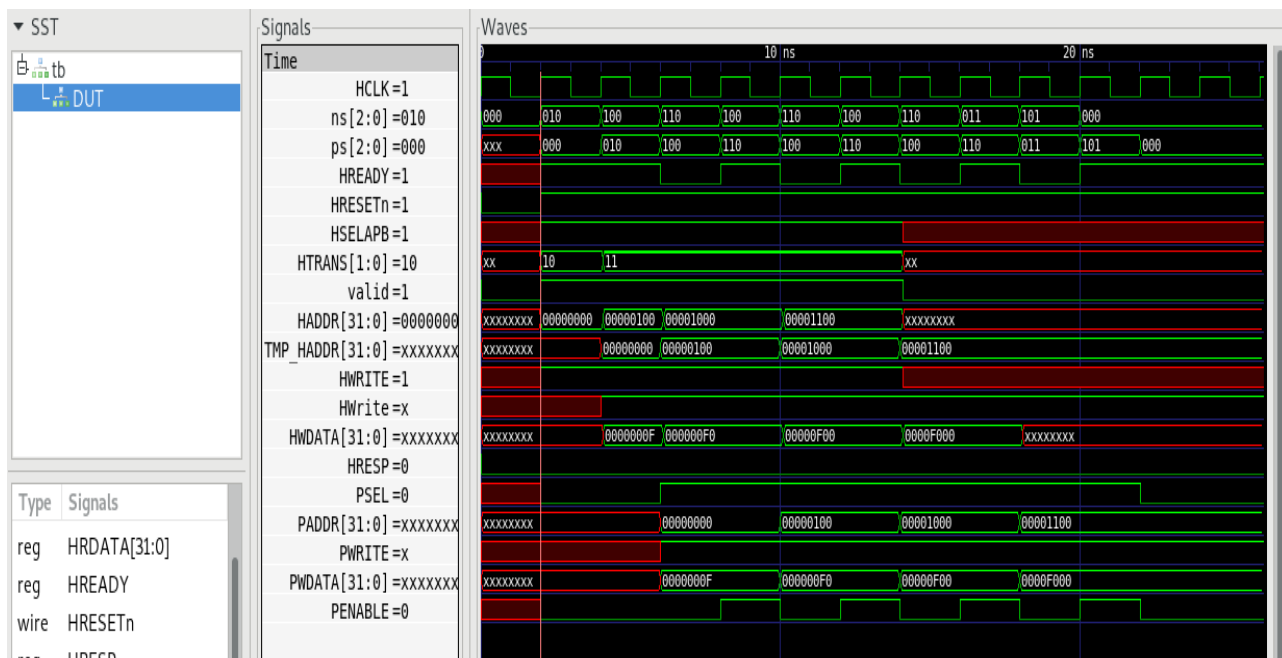 SST
tb
DUT
Type Signals
reg HRDATA[31:0]
reg HREADY
wire HRESETn
Signals
Time
HCLK =1
ns[2:0] =010
ps[2:0] =000
HREADY =1
HRESETn =1
HSELAPB =1
HTRANS[1:0] =10
valid =1
HADDR[31:0] =0000000
TMP_HADDR[31:0] =xxxxxxx
HWRITE =1
HWrite =x
HWDATA[31:0] =xxxxxxx
HRESP =0
PSEL =0
PADDR[31:0] =xxxxxxx
PWRITE =x
PWDATA[31:0] =xxxxxxx
PENABLE =0
Waves
0 10 ns 20 ns
000 010 100 110 100 110 100 110 011 101 000
xxx 000 010 100 110 100 110 100 110 011 101 000
xx 10 11 xx
xxxxxxxx 00000000 00000100 00001000 00001100 xxxxxxxx
xxxxxxxx 00000000 00000100 00001000 00001100
xxxxxxxx 0000000F 000000F0 00000F00 0000F000 xxxxxxxx
xxxxxxxx 00000000 00000100 00001000 00001100
xxxxxxxx 0000000F 000000F0 00000F00 0000F000